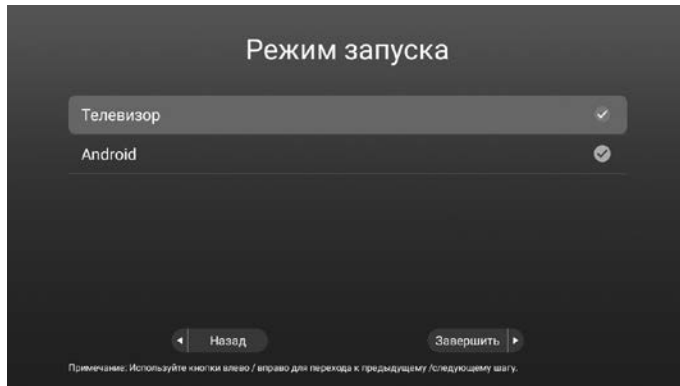 Режим запуска
Телевизор
Android
Назад
Завершить
Примечание: Используйте кнопки влево / вправо для перехода к предыдущему /следующему шагу.